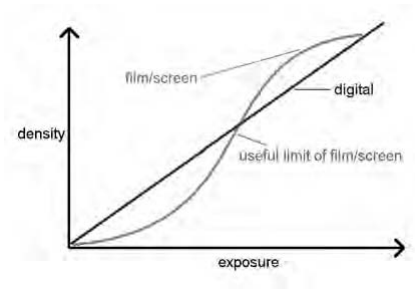 film/screen
digital
density
useful limit of film/screen
exposure